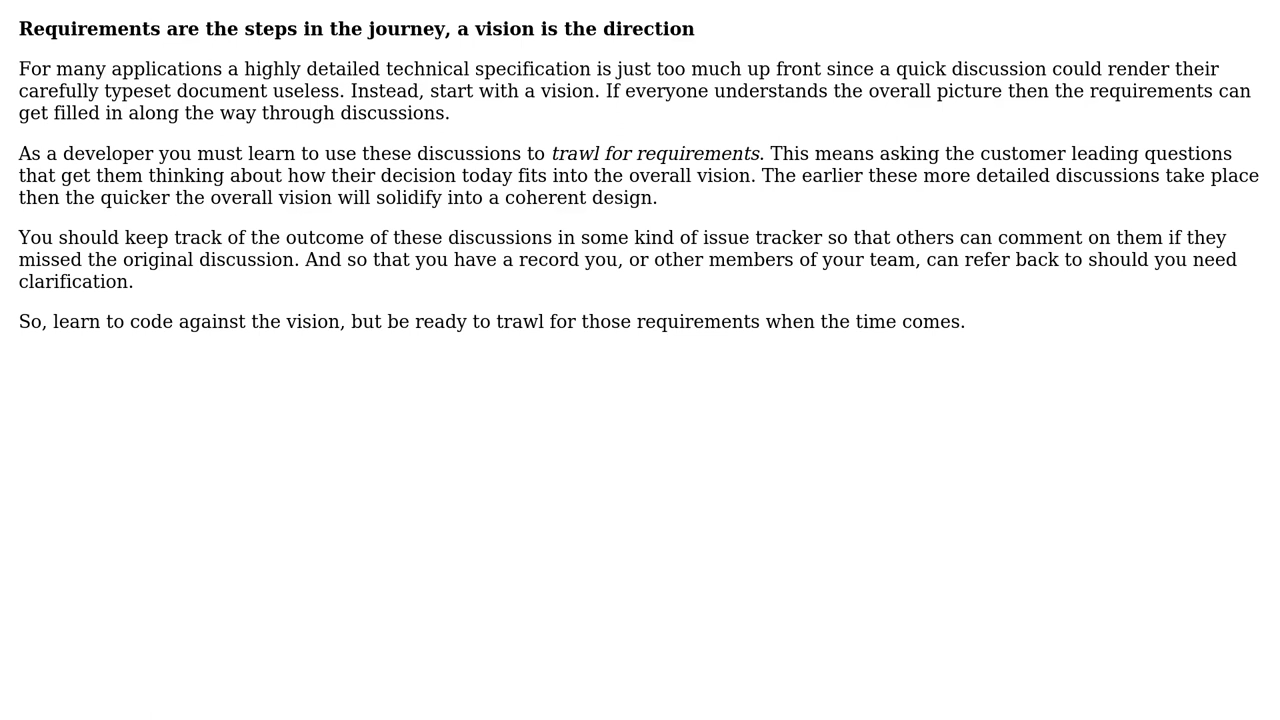 Requirements are the steps in the journey, a vision is the direction
For many applications a highly detailed technical specification is just too much up front since a quick discussion could render their
carefully typeset document useless. Instead, start with a vision. If everyone understands the overall picture then the requirements can
get filled in along the way through discussions.
As a developer you must learn to use these discussions to trawl for requirements. This means asking the customer leading questions
that get them thinking about how their decision today fits into the overall vision. The earlier these more detailed discussions take place
then the quicker the overall vision will solidify into a coherent design.
You should keep track of the outcome of these discussions in some kind of issue tracker so that others can comment on them if they
missed the original discussion. And so that you have a record you, or other members of your team, can refer back to should you need
clarification.
So, learn to code against the vision, but be ready to trawl for those requirements when the time comes.